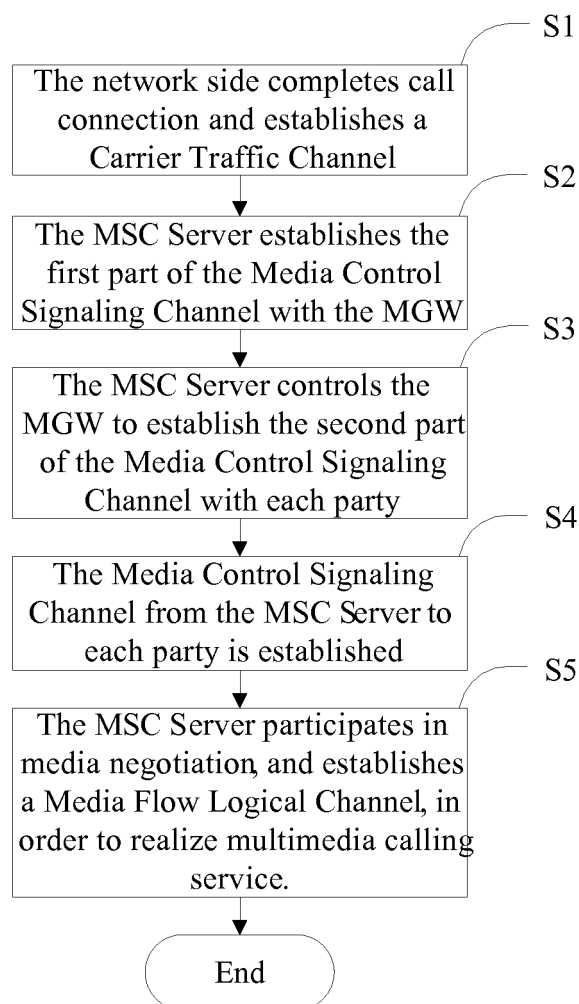 S1
The network side completes call
connection and establishes a
Carrier Traffic Channel
S2
The MSC Server establishes the
first part of the Media Control
Signaling Channel with the MGW
S3
The MSC Server controls the
MGW to establish the second part
of the Media Control Signaling
Channel with each party
S4
The Media Control Signaling
Channel from the MSC Server to
each party is established
S5
The MSC Server participates in
media negotiation, and establishes
a Media Flow Logical Channel, in
order to realize multimedia calling
service.
End